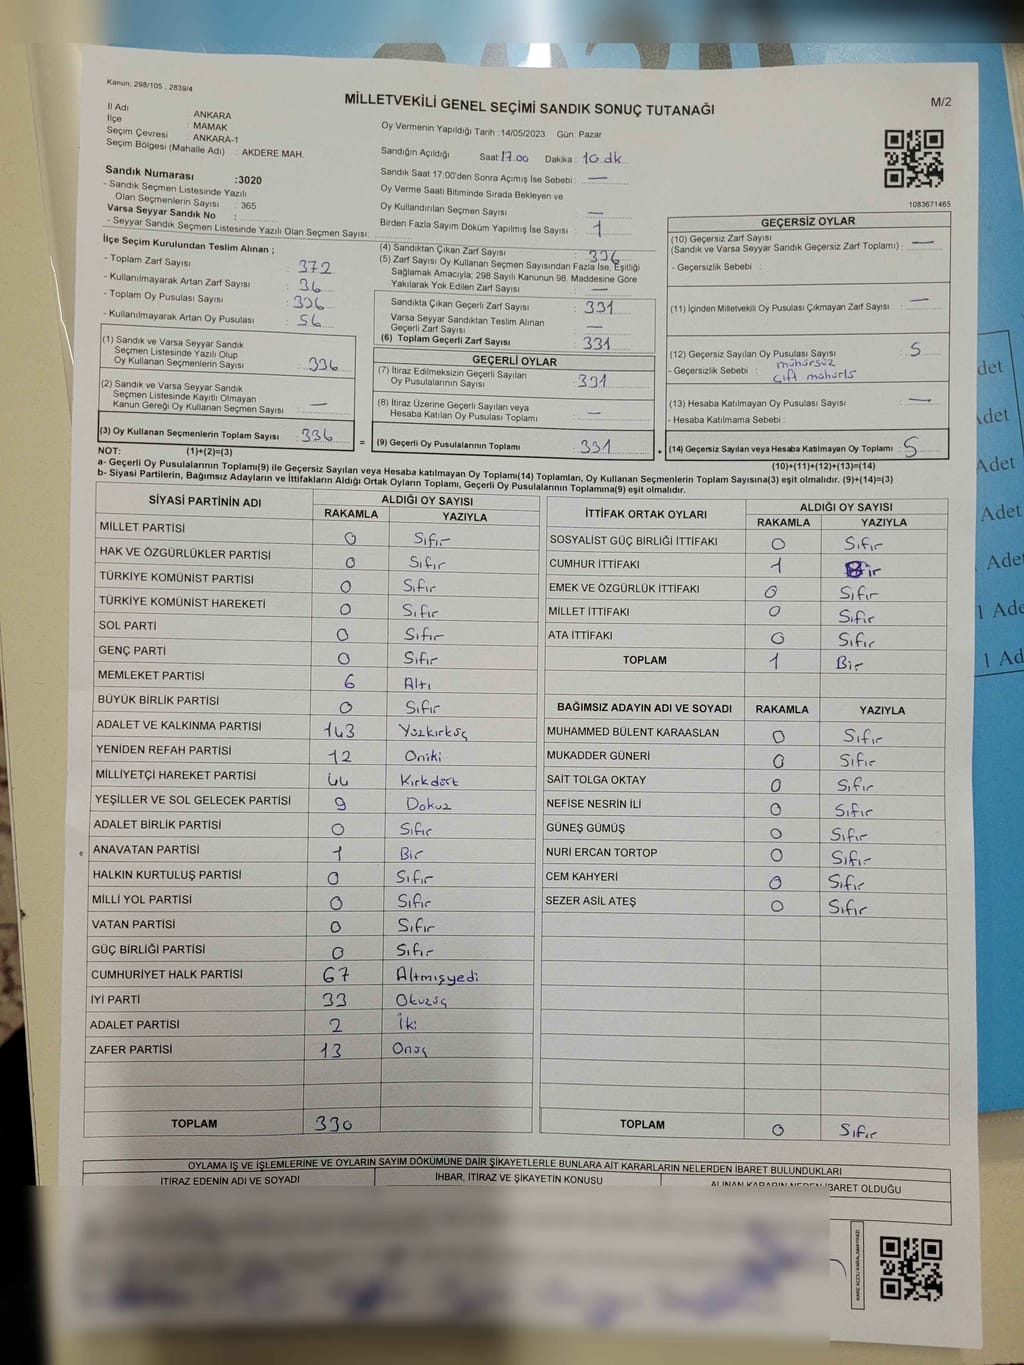 Kanun: 298/105 , 2839/4
MİLLETVEKİLİ GENEL SEÇİMİ SANDIK SONUÇ TUTANAĞI
M/2
İl Adı : ANKARA
İlçe : MAMAK
Seçim Çevresi : ANKARA-1
Seçim Bölgesi (Mahalle Adı) : AKDERE MAH.
Sandık Numarası :3020
- Sandık Seçmen Listesinde Yazılı
Olan Seçmenlerin Sayısı : 365
Varsa Seyyar Sandık No :
- Seyyar Sandık Seçmen Listesinde Yazılı Olan Seçmen Sayısı:
Oy Vermenin Yapıldığı Tarih :14/05/2023 Gün: Pazar
Sandığın Açıldığı Saat: 17.00 Dakika : 10 dk
Sandık Saat 17:00'den Sonra Açımış İse Sebebi : —
Oy Verme Saati Bitiminde Sırada Bekleyen ve
Oy Kullandırılan Seçmen Sayısı : —
Birden Fazla Sayım Döküm Yapılmış İse Sayısı : 1
1083671465
İlçe Seçim Kurulundan Teslim Alınan ;
- Toplam Zarf Sayısı : 372
- Kullanılmayarak Artan Zarf Sayısı : 36
- Toplam Oy Pusulası Sayısı :
- Kullanılmayarak Artan Oy Pusulası : 56
(1) Sandık ve Varsa Seyyar Sandık
Seçmen Listesinde Yazılı Olup
Oy Kullanan Seçmenlerin Sayısı : 336
(2) Sandık ve Varsa Seyyar Sandık
Seçmen Listesinde Kayıtlı Olmayan
Kanun Gereği Oy Kullanan Seçmen Sayısı : —
(3) Oy Kullanan Seçmenlerin Toplam Sayısı : 336
(4) Sandıktan Çıkan Zarf Sayısı : 336
(5) Zarf Sayısı Oy Kullanan Seçmen Sayısından Fazla İse, Eşitliği
Sağlamak Amacıyla; 298 Sayılı Kanunun 98. Maddesine Göre
Yakılarak Yok Edilen Zarf Sayısı : —
Sandıkta Çıkan Geçerli Zarf Sayısı : 331
Varsa Seyyar Sandıktan Teslim Alınan
Geçerli Zarf Sayısı : —
(6) Toplam Geçerli Zarf Sayısı : 331
GEÇERLİ OYLAR
(7) İtiraz Edilmeksizin Geçerli Sayılan
Oy Pusulalarının Sayısı : 331
(8) İtiraz Üzerine Geçerli Sayılan veya
Hesaba Katılan Oy Pusulası Toplamı : —
= (9) Geçerli Oy Pusulalarının Toplamı : 331
GEÇERSİZ OYLAR
(10) Geçersiz Zarf Sayısı
(Sandık ve Varsa Seyyar Sandık Geçersiz Zarf Toplamı) : —
- Geçersizlik Sebebi :
(11) İçinden Milletvekili Oy Pusulası Çıkmayan Zarf Sayısı : —
(12) Geçersiz Sayılan Oy Pusulası Sayısı : 5
- Geçersizlik Sebebi : mühürsüz
çift mühürlü
(13) Hesaba Katılmayan Oy Pusulası Sayısı : —
- Hesaba Katılmama Sebebi :
+ (14) Geçersiz Sayılan veya Hesaba Katılmayan Oy Toplamı : 5
NOT: (1)+(2)=(3)
(10)+(11)+(12)+(13)=(14)
a- Geçerli Oy Pusulalarının Toplamı(9) ile Geçersiz Sayılan veya Hesaba katılmayan Oy Toplamı(14) Toplamları, Oy Kullanan Seçmenlerin Toplam Sayısına(3) eşit olmalıdır. (9)+(14)=(3)
b- Siyasi Partilerin, Bağımsız Adayların ve İttifakların Aldığı Ortak Oyların Toplamı, Geçerli Oy Pusulalarının Toplamına(9) eşit olmalıdır.
SİYASİ PARTİNİN ADI ALDIĞI OY SAYISI
RAKAMLA YAZIYLA
MİLLET PARTİSİ 0 Sıfır
HAK VE ÖZGÜRLÜKLER PARTİSİ 0 Sıfır
TÜRKİYE KOMÜNİST PARTİSİ 0 Sıfır
TÜRKİYE KOMÜNİST HAREKETİ 0 Sıfır
SOL PARTİ 0 Sıfır
GENÇ PARTİ 0 Sıfır
MEMLEKET PARTİSİ 6 Altı
BÜYÜK BİRLİK PARTİSİ 0 Sıfır
ADALET VE KALKINMA PARTİSİ 143 Yüzkırküç
YENİDEN REFAH PARTİSİ 12 Oniki
MİLLİYETÇİ HAREKET PARTİSİ 44 Kırkdört
YEŞİLLER VE SOL GELECEK PARTİSİ 9 Dokuz
ADALET BİRLİK PARTİSİ 0 Sıfır
ANAVATAN PARTİSİ 1 Bir
HALKIN KURTULUŞ PARTİSİ 0 Sıfır
MİLLİ YOL PARTİSİ 0 Sıfır
VATAN PARTİSİ 0 Sıfır
GÜÇ BİRLİĞİ PARTİSİ 0 Sıfır
CUMHURİYET HALK PARTİSİ 67 Altmışyedi
İYİ PARTİ 33 Otuzüç
ADALET PARTİSİ 2 İki
ZAFER PARTİSİ 13 Onüç
TOPLAM 330
İTTİFAK ORTAK OYLARI ALDIĞI OY SAYISI
RAKAMLA YAZIYLA
SOSYALİST GÜÇ BİRLİĞİ İTTİFAKI 0 Sıfır
CUMHUR İTTİFAKI 1 Bir
EMEK VE ÖZGÜRLÜK İTTİFAKI 0 Sıfır
MİLLET İTTİFAKI 0 Sıfır
ATA İTTİFAKI 0 Sıfır
TOPLAM 1 Bir
BAĞIMSIZ ADAYIN ADI VE SOYADI RAKAMLA YAZIYLA
MUHAMMED BÜLENT KARAASLAN 0 Sıfır
MUKADDER GÜNERİ 0 Sıfır
SAİT TOLGA OKTAY 0 Sıfır
NEFİSE NESRİN İLİ 0 Sıfır
GÜNEŞ GÜMÜŞ 0 Sıfır
NURİ ERCAN TORTOP 0 Sıfır
CEM KAHYERİ 0 Sıfır
SEZER ASİL ATEŞ 0 Sıfır
TOPLAM 0 Sıfır
OYLAMA İŞ VE İŞLEMLERİNE VE OYLARIN SAYIM DÖKÜMÜNE DAİR ŞİKAYETLERLE BUNLARA AİT KARARLARIN NELERDEN İBARET BULUNDUKLARI
İTİRAZ EDENİN ADI VE SOYADI
İHBAR, İTİRAZ VE ŞİKAYETİN KONUSU
ALINAN KARARIN NEDEN İBARET OLDUĞU
KARE KODU KARALAMAYINIZ!
det
Adet
Adet
Adet
Adet
1 Ade
1 Ad